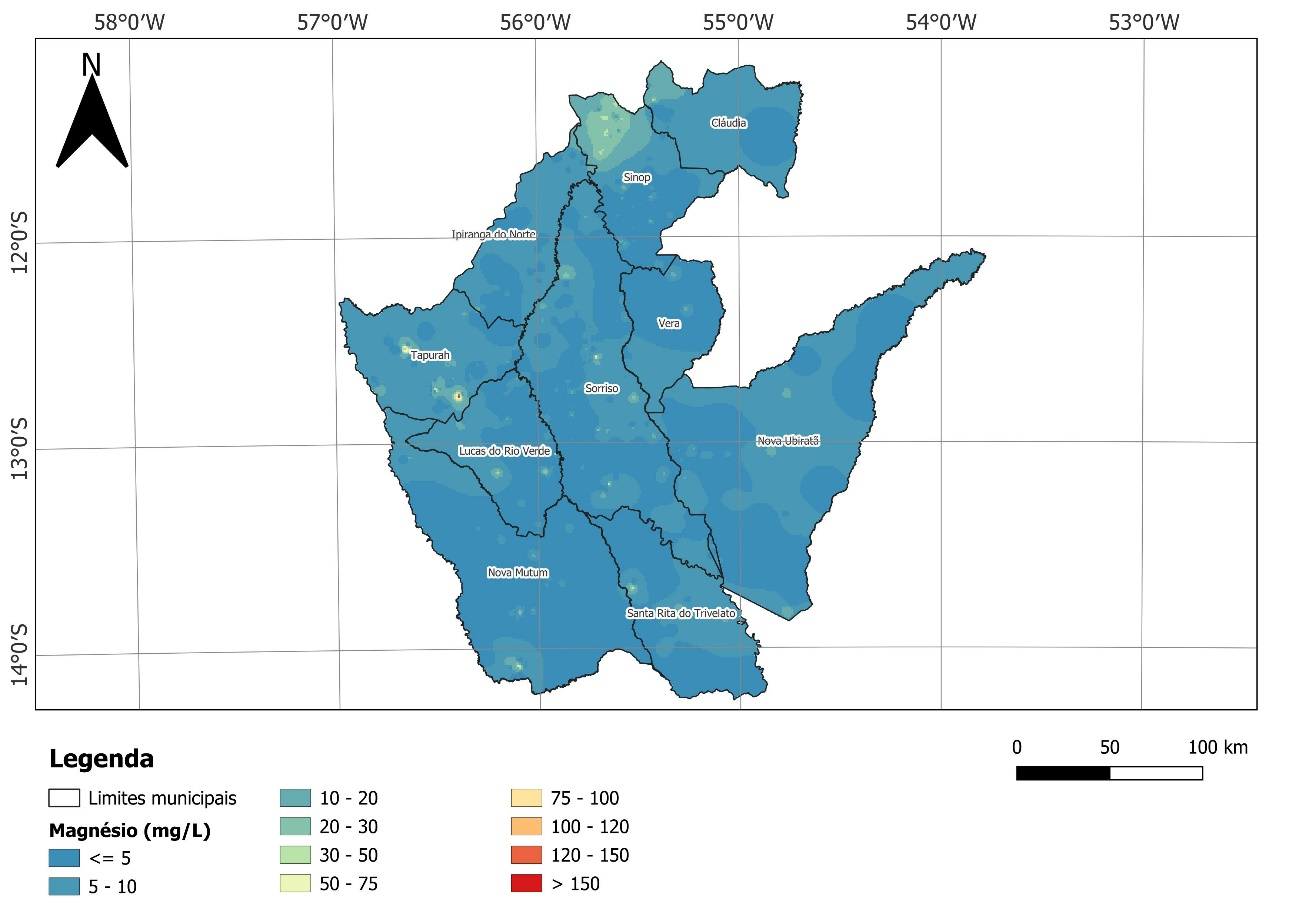 58°0'W 57°0'W 56°0'W 55°0'W 54°0'W 53°0'W
N
Cláudia
Sinop
12°0'S
Ipiranga do Norte
Vera
Tapurah
Sorriso
13°0'S
Nova Ubiratã
Lucas do Rio Verde
Nova Mutum
Santa Rita do Trivelato
14°0'S
0 50 100 km
Legenda
Limites municipais
Magnésio (mg/L)
<= 5
5 - 10
10 - 20
20 - 30
30 - 50
50 - 75
75 - 100
100 - 120
120 - 150
> 150